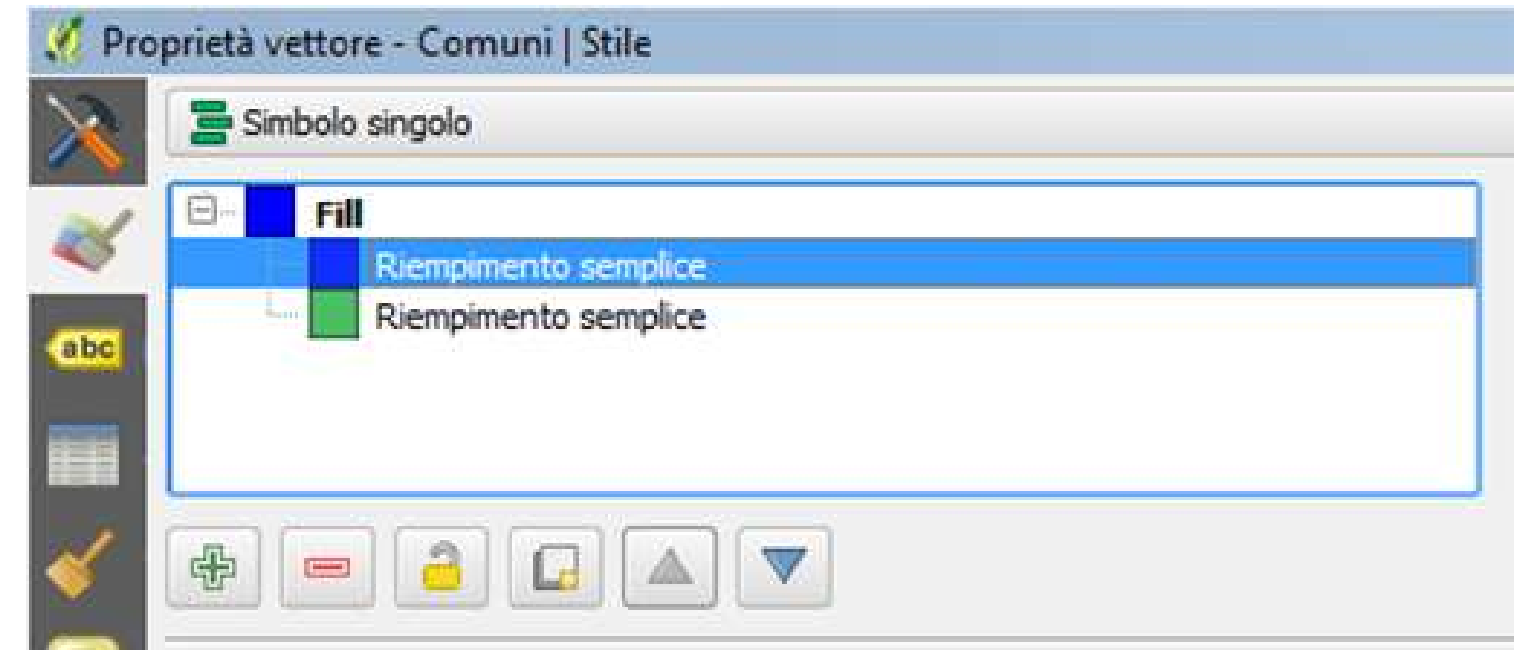 Proprietà vettore - Comuni | Stile
Simbolo singolo
Fill
Riempimento semplice
Riempimento semplice
abc